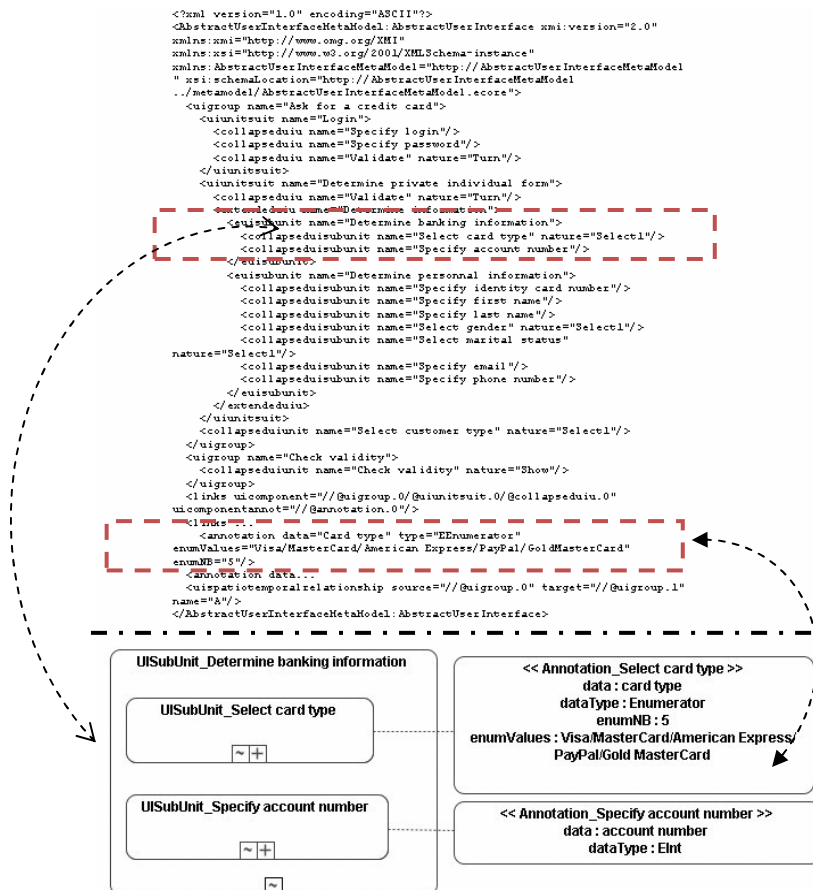 <?xml version="1.0" encoding="ASCII"?>
<AbstractUserInterfaceMetaModel:AbstractUserInterface xmi:version="2.0"
xmlns:xmi="http://www.omg.org/XMI"
xmlns:xsi="http://www.w3.org/2001/XMLSchema-instance"
xmlns:AbstractUserInterfaceMetaModel="http://AbstractUserInterfaceMetaModel
" xsi:schemaLocation="http://AbstractUserInterfaceMetaModel
../metamodel/AbstractUserInterfaceMetaModel.ecore">
<uigroup name="Ask for a credit card">
<uiunitsuit name="Login">
<collapseduiu name="Specify login"/>
<collapseduiu name="Specify password"/>
<collapseduiu name="Validate" nature="Turn"/>
</uiunitsuit>
<uiunitsuit name="Determine private individual form">
<collapseduiu name="Validate" nature="Turn"/>
<extendeduiu name="Determine information">
<euisubunit name="Determine banking information">
<collapseduisubunit name="Select card type" nature="Select1"/>
<collapseduisubunit name="Specify account number"/>
</euisubunit>
<euisubunit name="Determine personnal information">
<collapseduisubunit name="Specify identity card number"/>
<collapseduisubunit name="Specify first name"/>
<collapseduisubunit name="Specify last name"/>
<collapseduisubunit name="Select gender" nature="Select1"/>
<collapseduisubunit name="Select marital status"
nature="Select1"/>
<collapseduisubunit name="Specify email"/>
<collapseduisubunit name="Specify phone number"/>
</euisubunit>
</extendeduiu>
</uiunitsuit>
<collapseduiunit name="Select customer type" nature="Select1"/>
</uigroup>
<uigroup name="Check validity">
<collapseduiunit name="Check validity" nature="Show"/>
</uigroup>
<links uicomponent="//@uigroup.0/@uiunitsuit.0/@collapseduiu.0"
uicomponentannot="//@annotation.0"/>
<links ...
<annotation data="Card type" type="EEnumerator"
enumValues="Visa/MasterCard/American Express/PayPal/GoldMasterCard"
enumNB="5"/>
<annotation data...
<uispatiotemporalrelationship source="//@uigroup.0" target="//@uigroup.1"
name="A"/>
</AbstractUserInterfaceMetaModel:AbstractUserInterface>
UISubUnit_Determine banking information
UISubUnit_Select card type
~ +
UISubUnit_Specify account number
~ +
~
<< Annotation_Select card type >>
data : card type
dataType : Enumerator
enumNB : 5
enumValues : Visa/MasterCard/American Express/
PayPal/Gold MasterCard
<< Annotation_Specify account number >>
data : account number
dataType : EInt